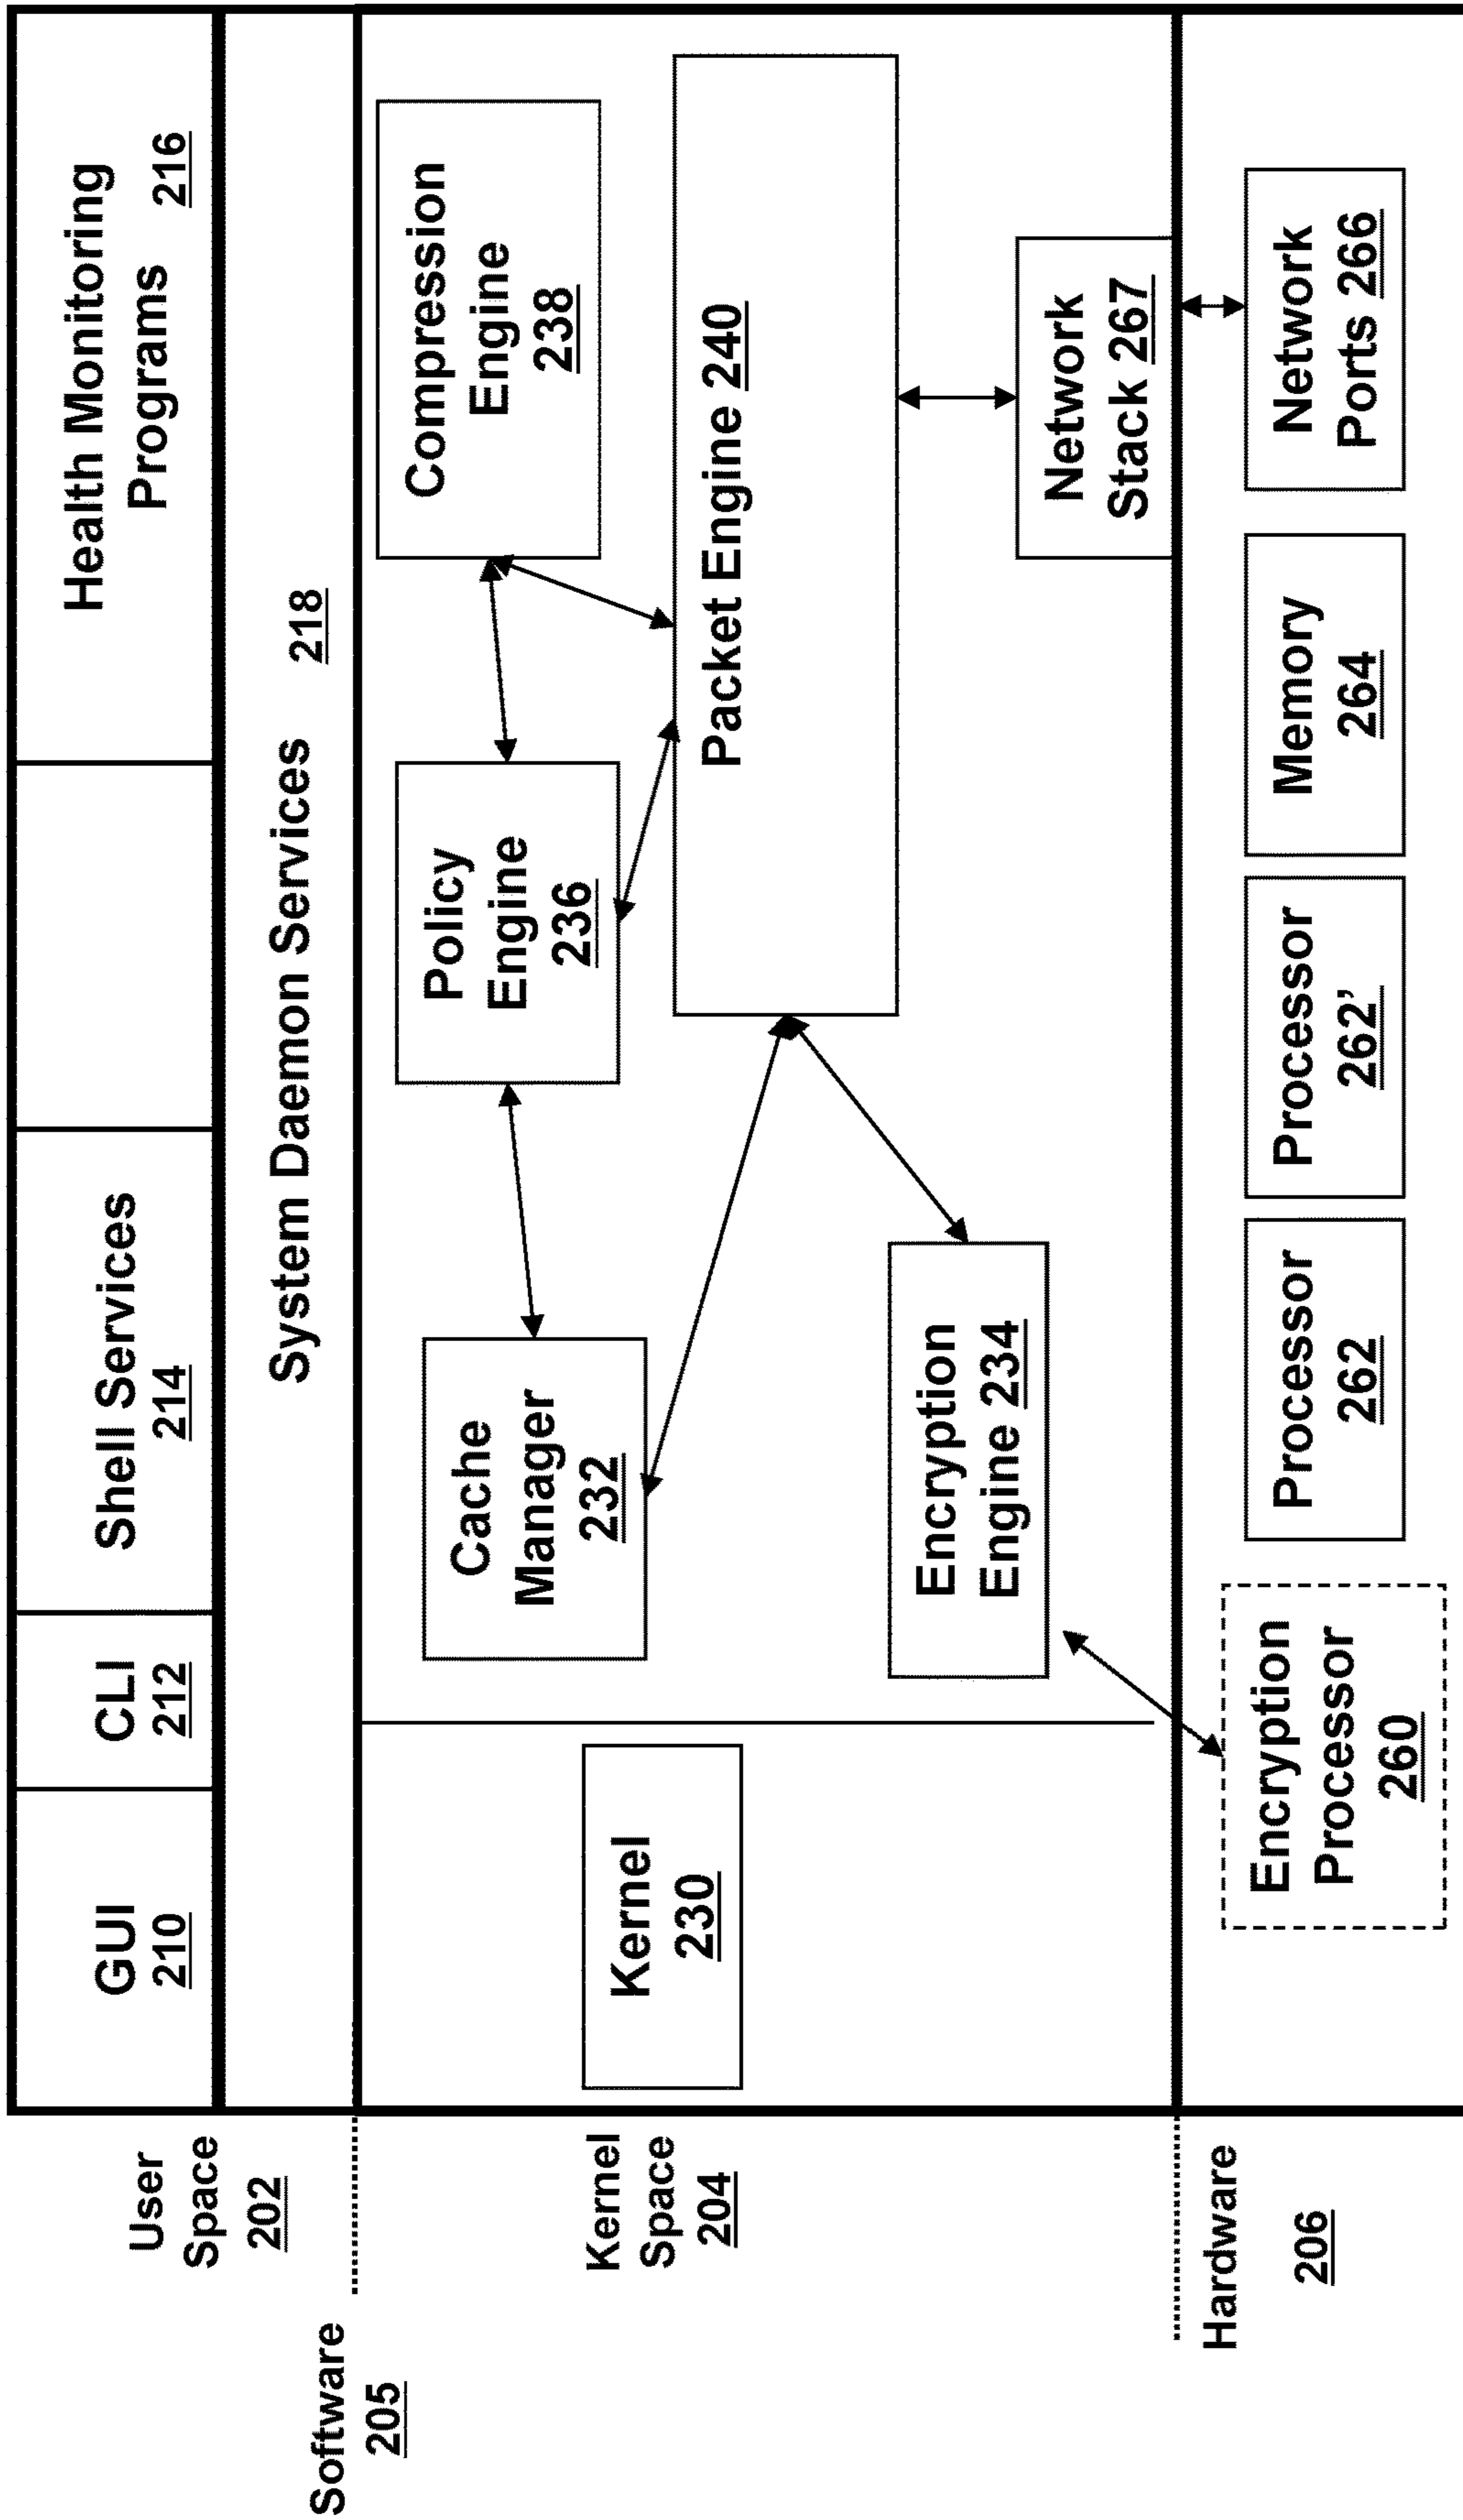 GUI
210
CLI
212
Shell Services
214
Health Monitoring
Programs
216
User
Space
202
System Daemon Services
218
Software
205
Kernel
Space
204
Kernel
230
Cache
Manager
232
Policy
Engine
236
Compression
Engine
238
Packet Engine 240
Encryption
Engine 234
Network
Stack 267
Hardware
206
Encryption
Processor
260
Processor
262
Processor
262’
Memory
264
Network
Ports 266